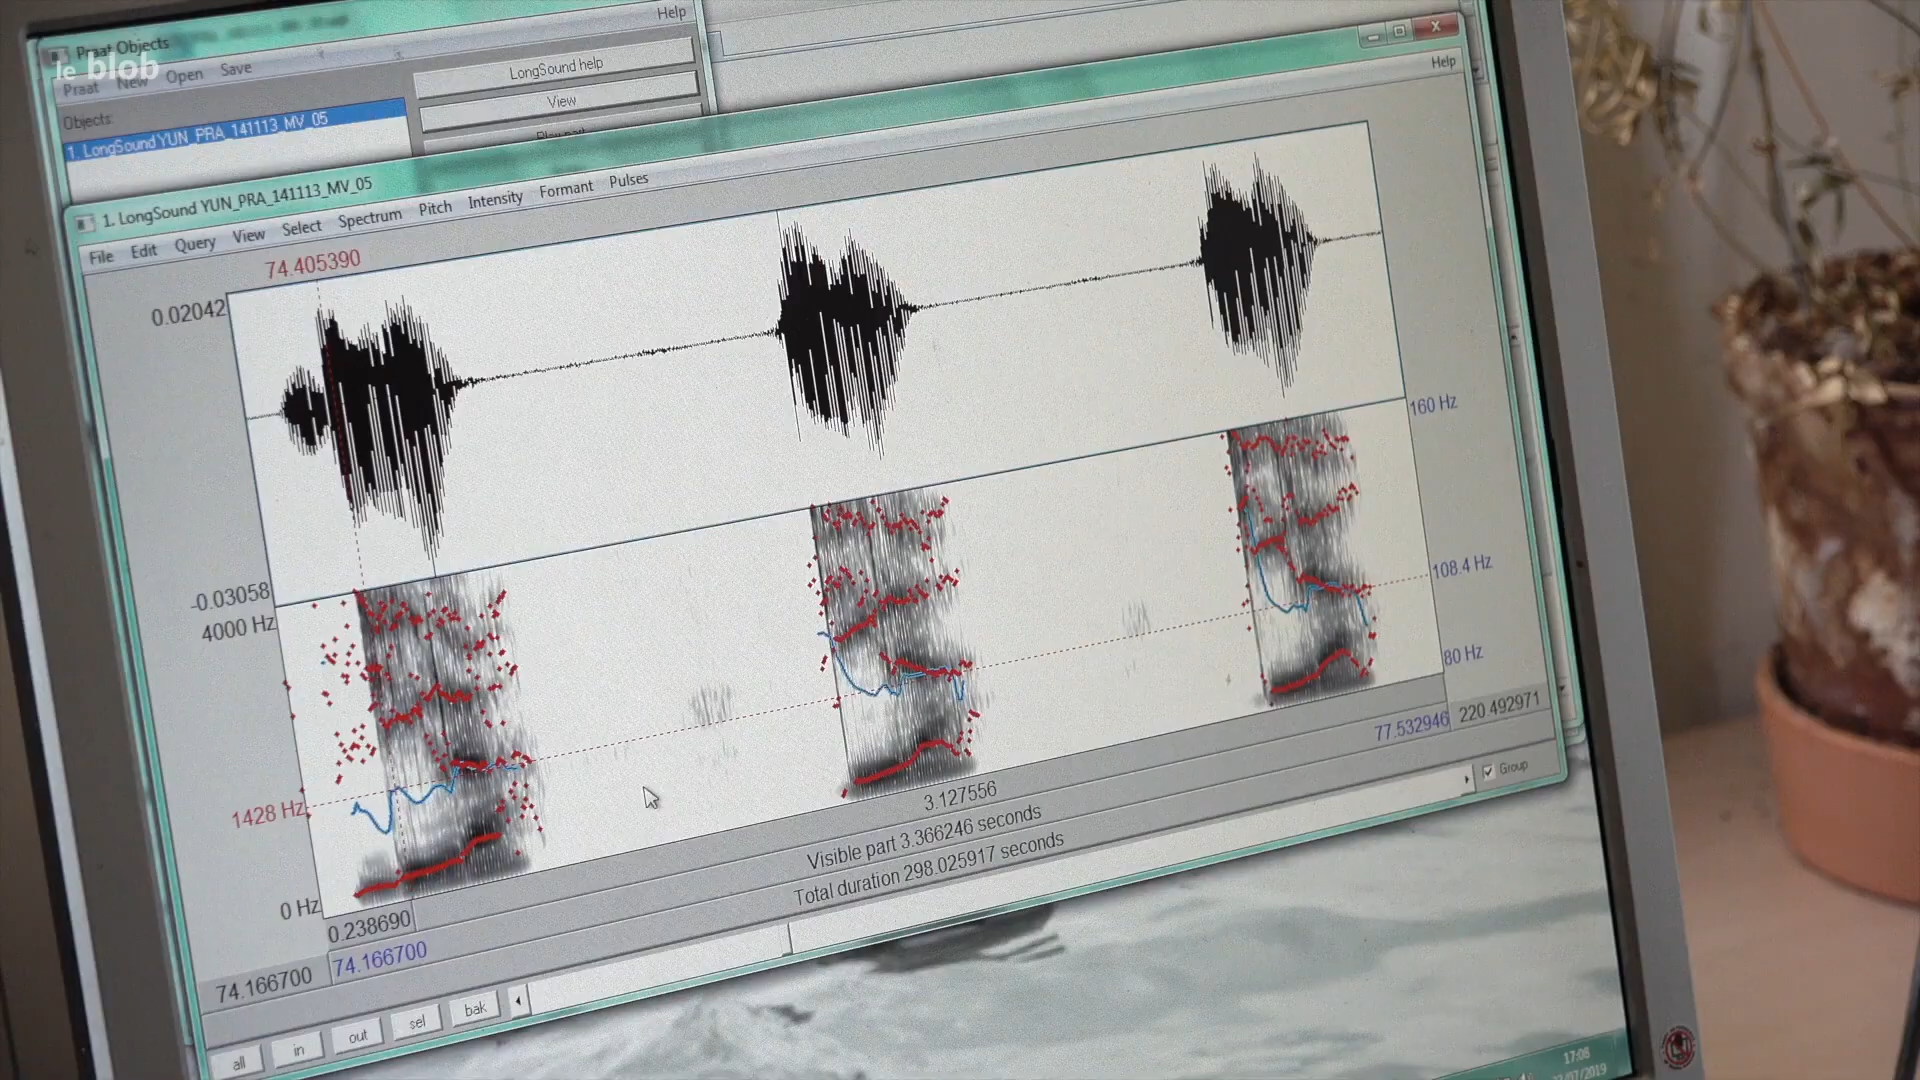 le blob
Praat Objects
Help
Praat New Open Save
Objects:
1. LongSound YUN_PRA_141113_MV_05
LongSound help
View
1. LongSound YUN_PRA_141113_MV_05
File Edit Query View Select Spectrum Pitch Intensity Formant Pulses
Help
74.405390
0.02042
-0.03058
4000 Hz
160 Hz
108.4 Hz
80 Hz
1428 Hz
0 Hz
0.238690
3.127556
74.166700
74.166700
Visible part 3.366246 seconds
77.532946
220.492971
Total duration 298.025917 seconds
all in out sel bak
Group
17:08